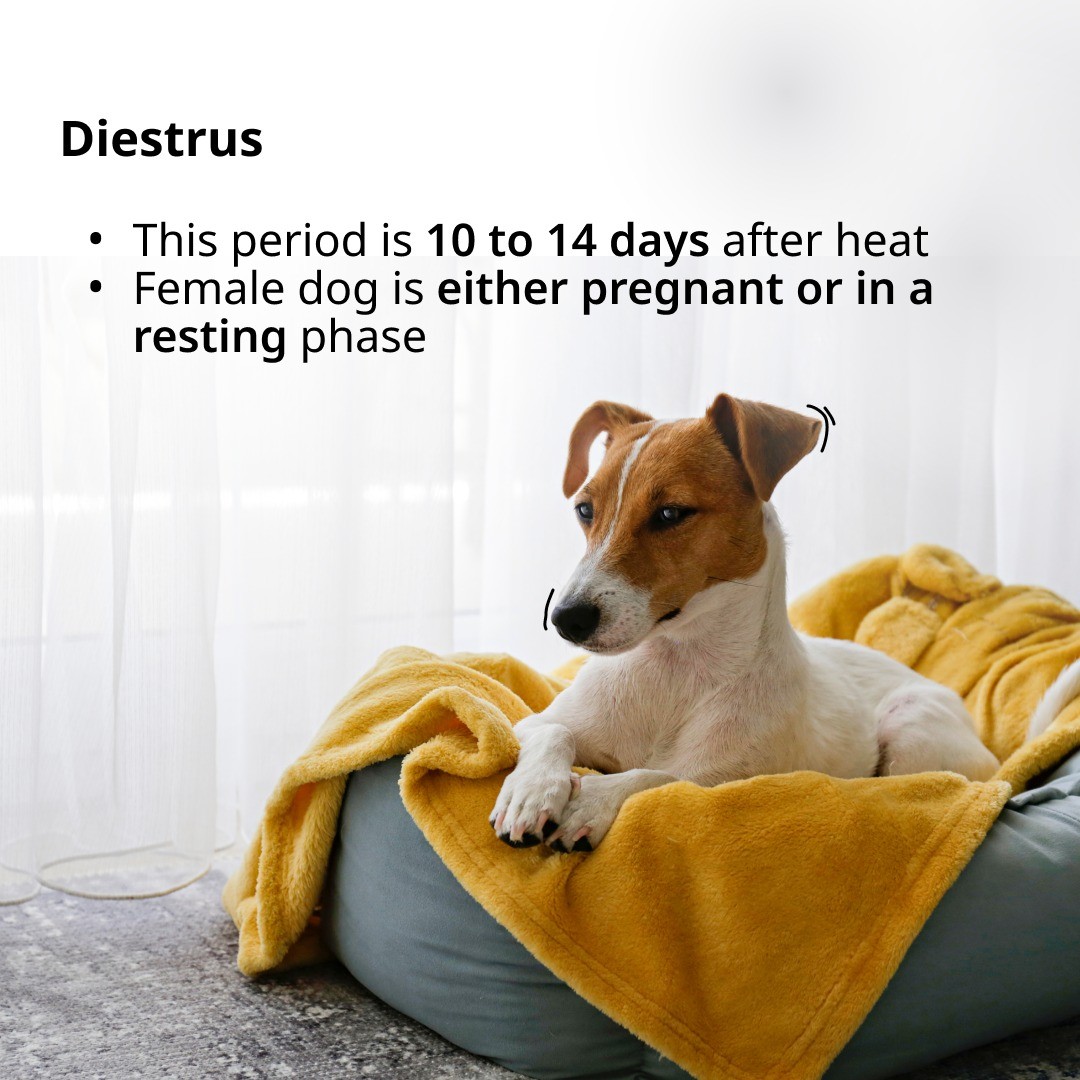 Diestrus
• This period is 10 to 14 days after heat
• Female dog is either pregnant or in a
resting phase